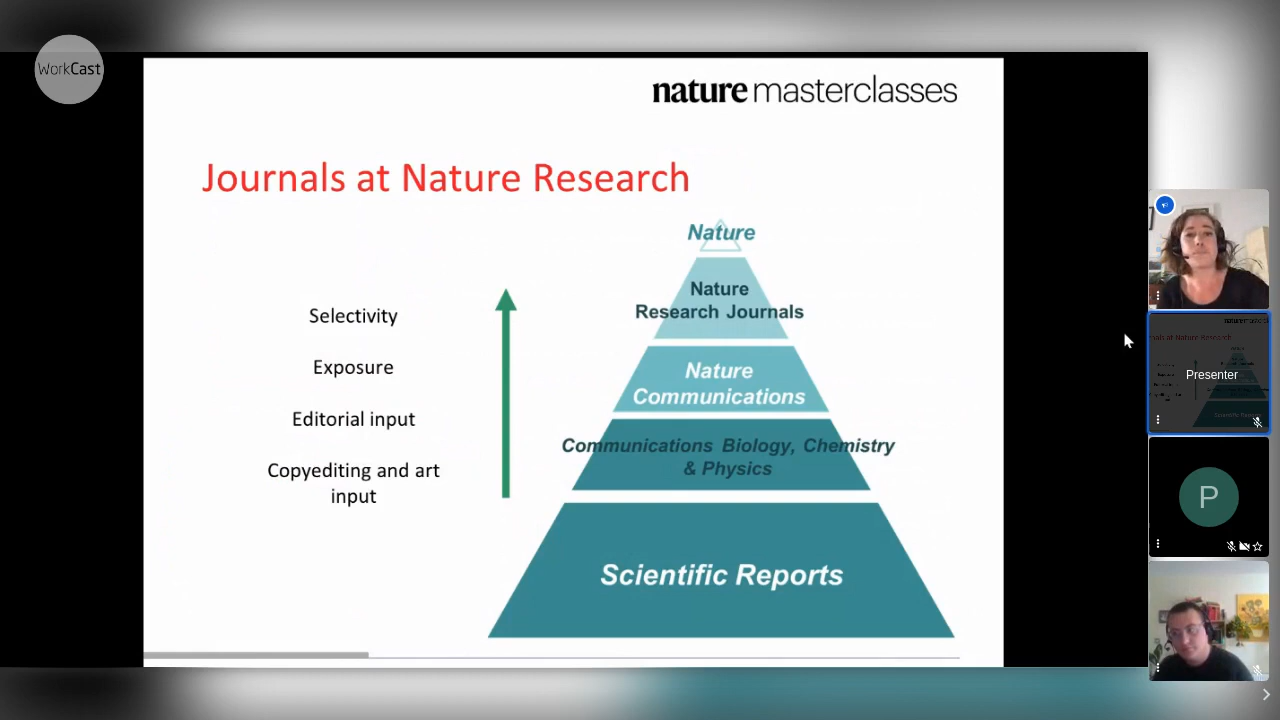 WorkCast
nature masterclasses
Journals at Nature Research
Nature
Nature
Research Journals
Selectivity
Exposure
Nature
Communications
Editorial input
Communications Biology, Chemistry
& Physics
Copyediting and art
input
Scientific Reports
Presenter
P